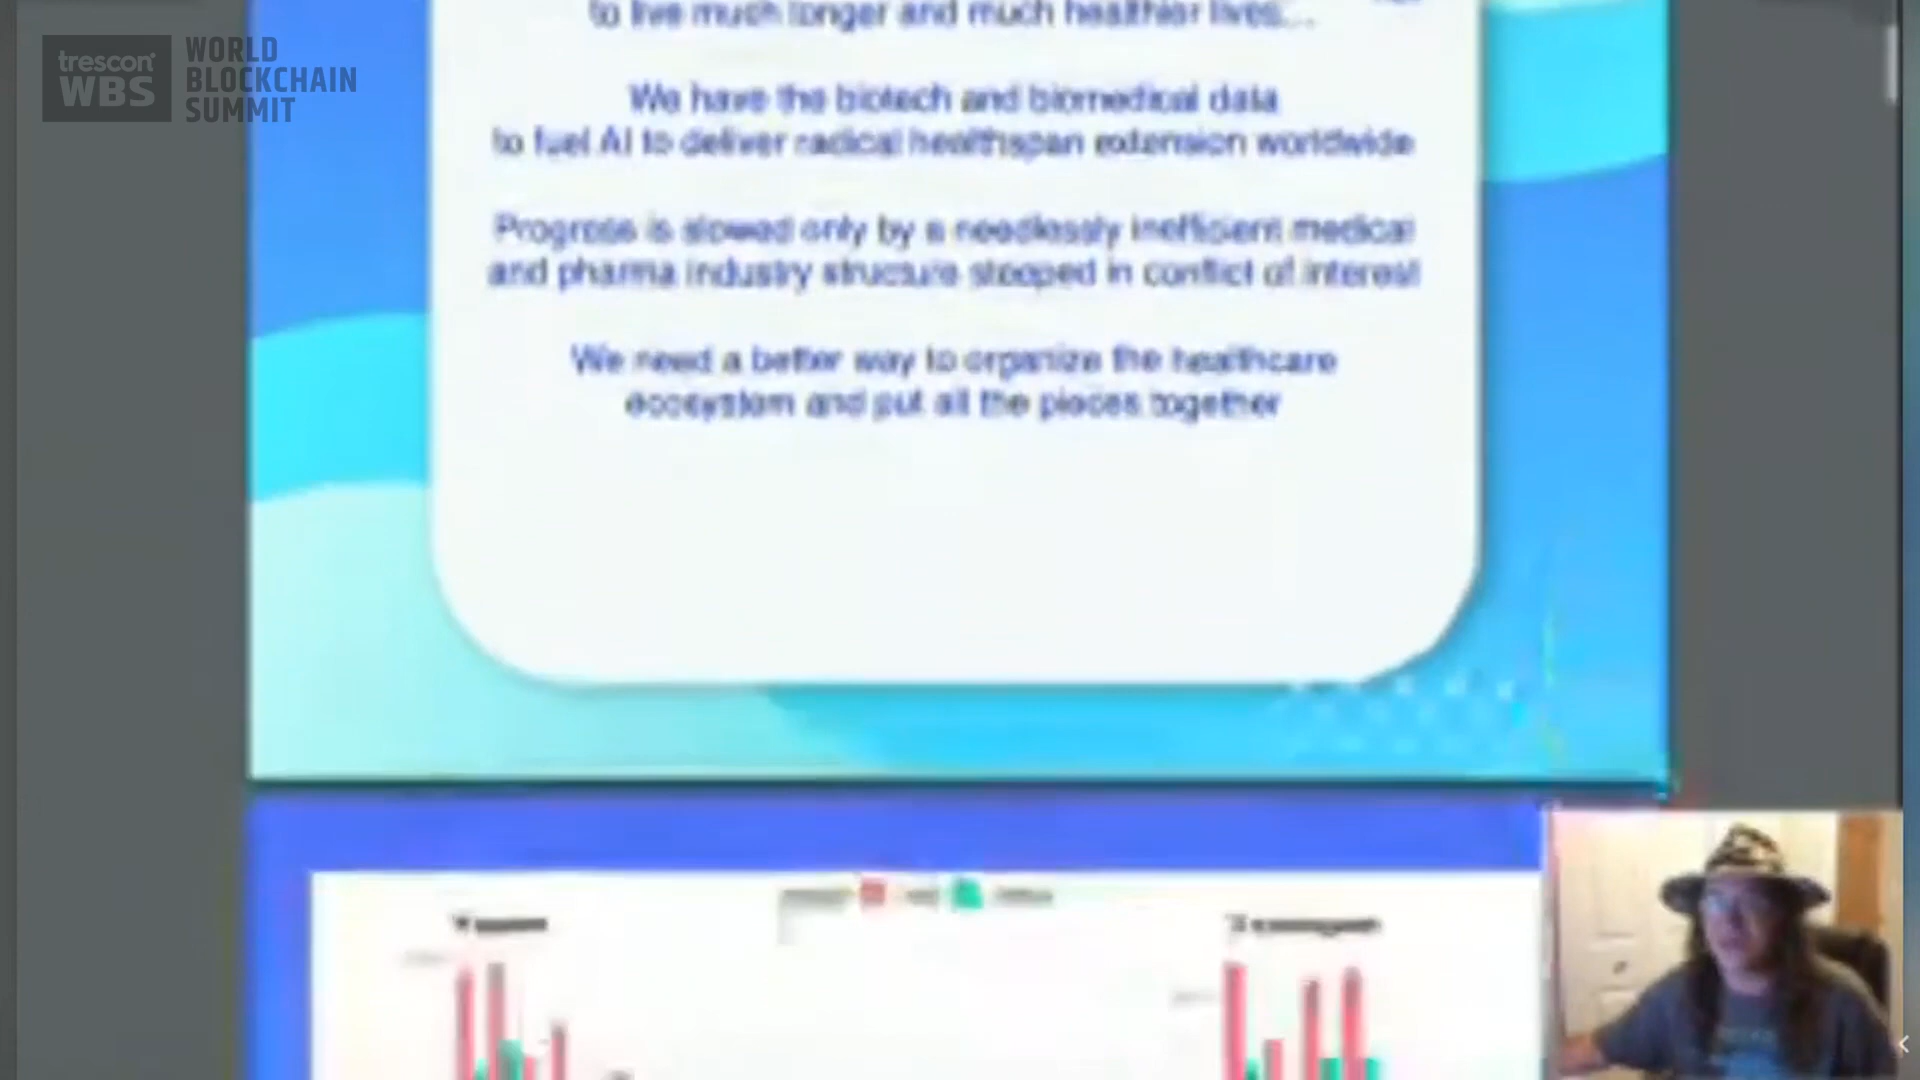 trescon
WBS
WORLD
BLOCKCHAIN
SUMMIT
to live much longer and much healthier lives...
We have the biotech and biomedical data
to fuel AI to deliver radical healthspan extension worldwide
Progress is slowed only by a needlessly inefficient medical
and pharma industry structure steeped in conflict of interest
We need a better way to organize the healthcare
ecosystem and put all the pieces together